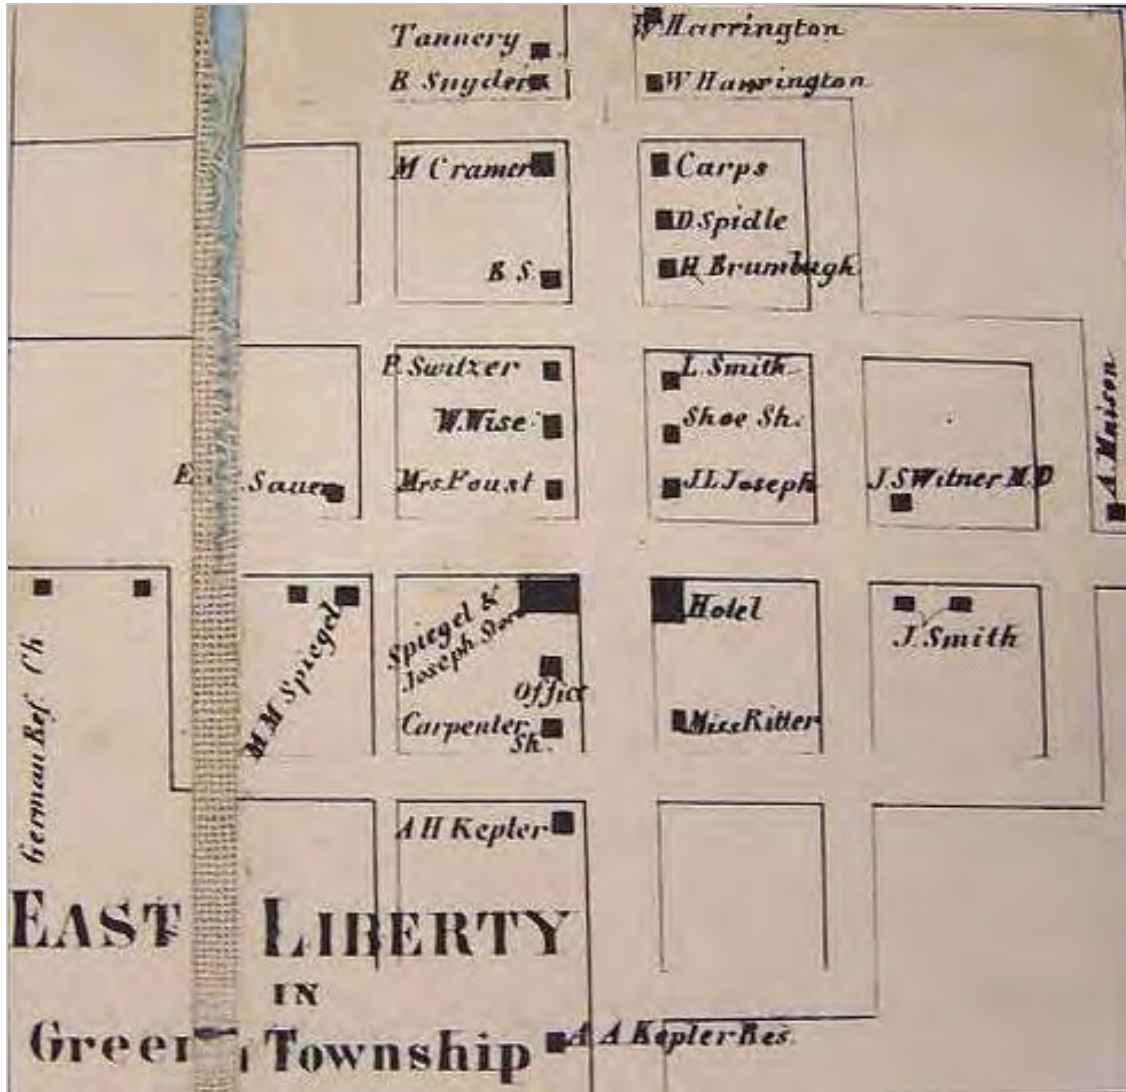 Tannery
W Harrington
B Snyder
W Harrington
M Cramer
Carps
D. Spidle
B S.
H Brumbagh
P. Switzer
L. Smith
W. Wise
Shoe Sh.
A. Maison
E
Sauer
Mrs. Foust
J L Joseph
J. S Witner M.D
Spiegel &
Joseph Store
Hotel
J. Smith
M M Spiegel
Office
Carpenter
Sh.
Miss Ritter
German Ref. Ch
A H Kepler
EAST LIBERTY
IN
Green Township
A A Kepler Res.